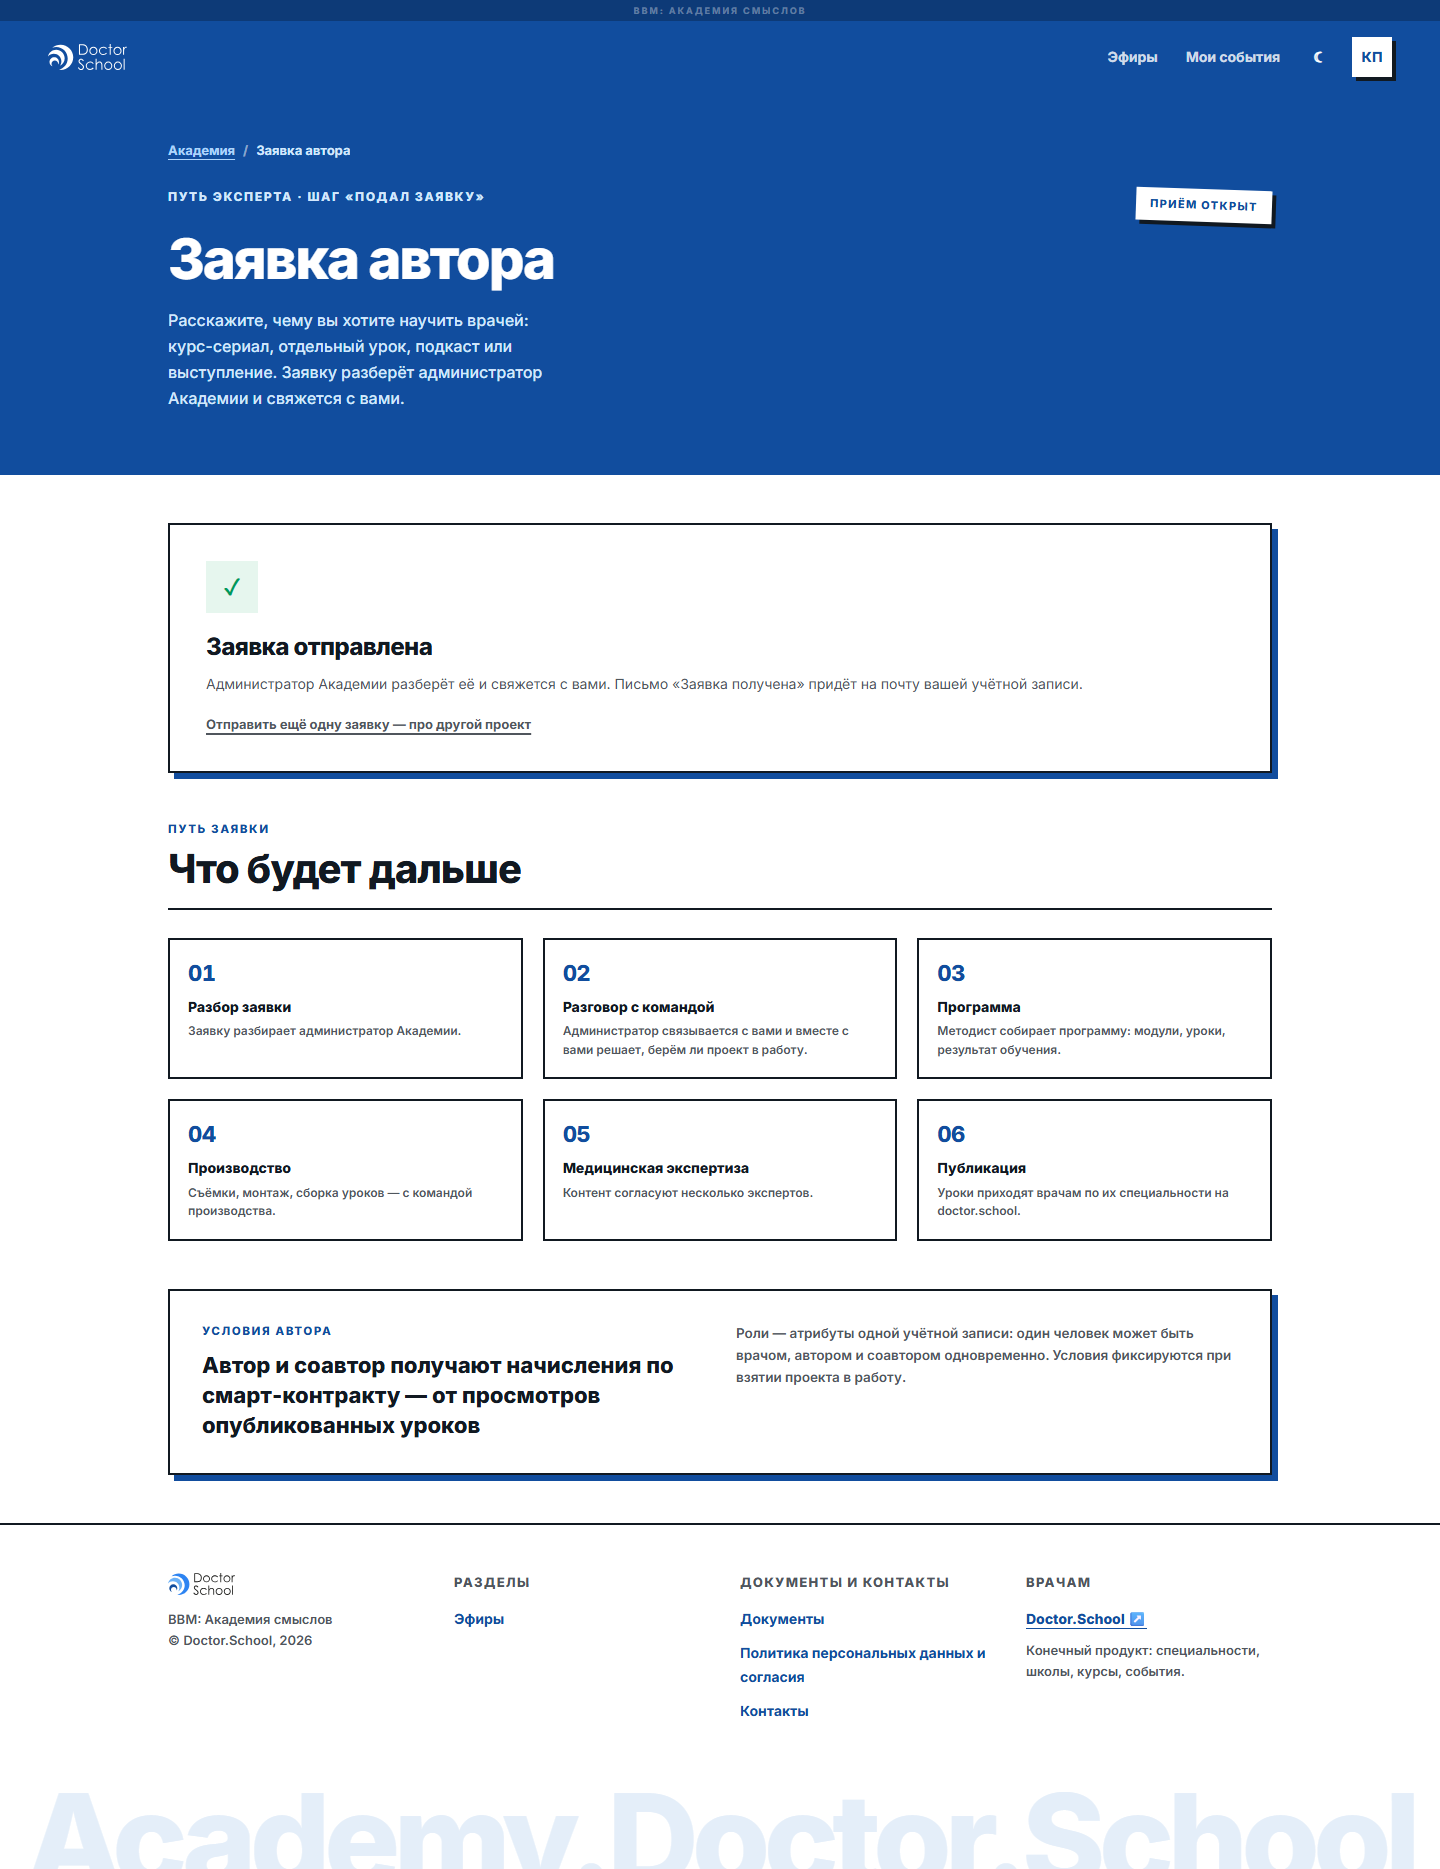 ВВМ: АКАДЕМИЯ СМЫСЛОВ
Doctor
School
Эфиры
Мои события
КП
Академия / Заявка автора
ПУТЬ ЭКСПЕРТА · ШАГ «ПОДАЛ ЗАЯВКУ»
ПРИЁМ ОТКРЫТ
Заявка автора
Расскажите, чему вы хотите научить врачей:
курс-сериал, отдельный урок, подкаст или
выступление. Заявку разберёт администратор
Академии и свяжется с вами.
Заявка отправлена
Администратор Академии разберёт её и свяжется с вами. Письмо «Заявка получена» придёт на почту вашей учётной записи.
Отправить ещё одну заявку — про другой проект
ПУТЬ ЗАЯВКИ
Что будет дальше
01
Разбор заявки
Заявку разбирает администратор Академии.
02
Разговор с командой
Администратор связывается с вами и вместе с
вами решает, берём ли проект в работу.
03
Программа
Методист собирает программу: модули, уроки,
результат обучения.
04
Производство
Съёмки, монтаж, сборка уроков — с командой
производства.
05
Медицинская экспертиза
Контент согласуют несколько экспертов.
06
Публикация
Уроки приходят врачам по их специальности на
doctor.school.
УСЛОВИЯ АВТОРА
Автор и соавтор получают начисления по
смарт-контракту — от просмотров
опубликованных уроков
Роли — атрибуты одной учётной записи: один человек может быть
врачом, автором и соавтором одновременно. Условия фиксируются при
взятии проекта в работу.
Doctor
School
ВВМ: Академия смыслов
© Doctor.School, 2026
РАЗДЕЛЫ
Эфиры
ДОКУМЕНТЫ И КОНТАКТЫ
Документы
Политика персональных данных и
согласия
Контакты
ВРАЧАМ
Doctor.School ↗
Конечный продукт: специальности,
школы, курсы, события.
Academy.Doctor.School